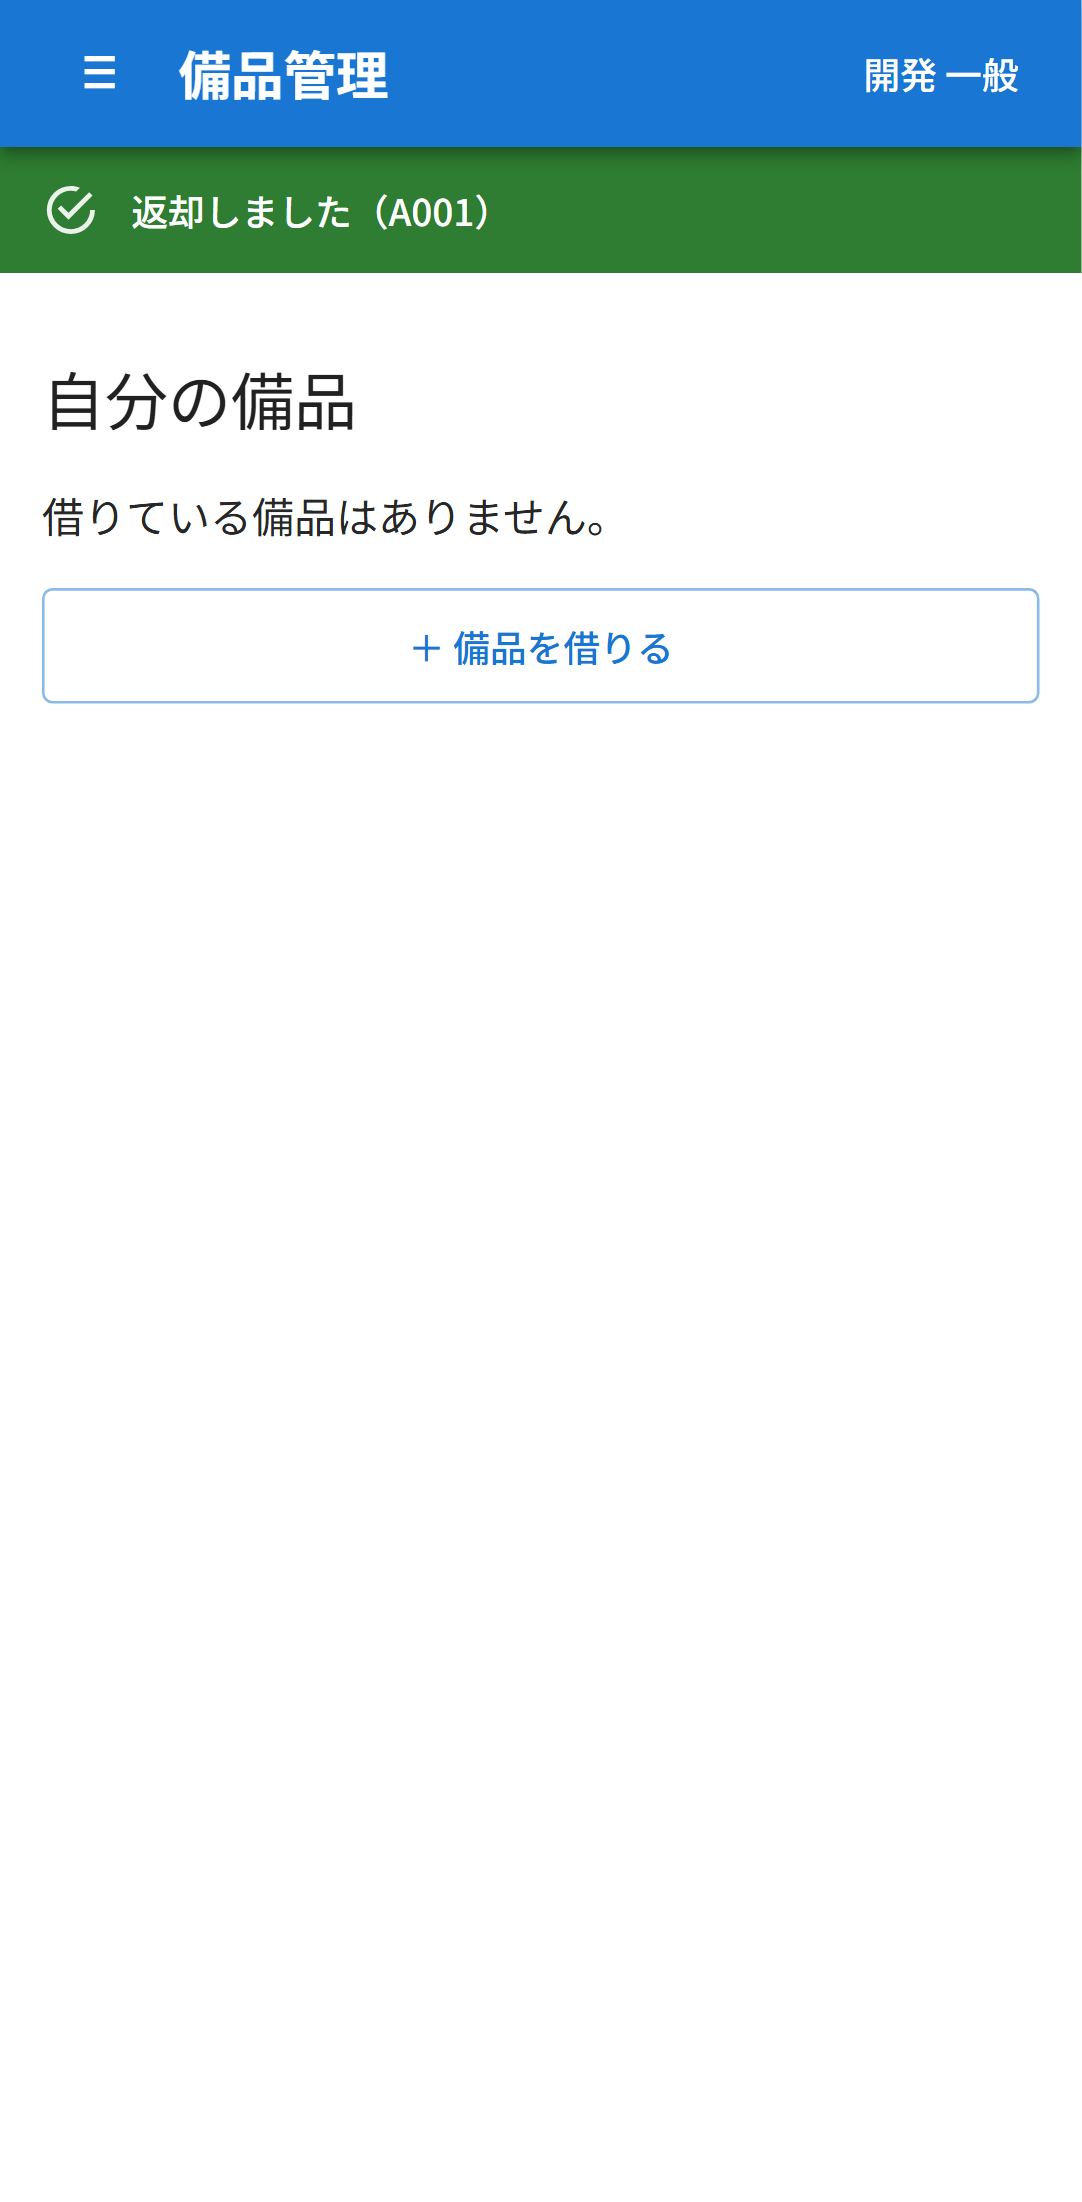 備品管理
開発 一般
返却しました（A001）
自分の備品
借りている備品はありません。
＋ 備品を借りる